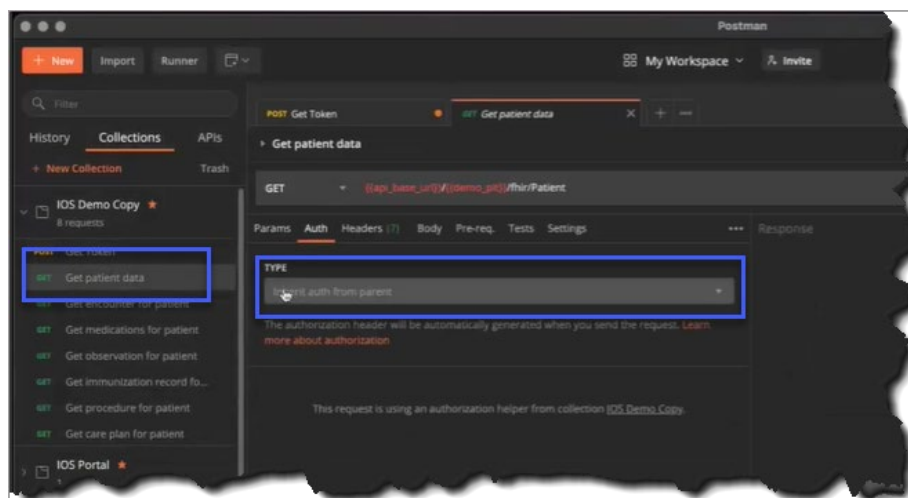 Postman
+ New Import Runner
My Workspace Invite
Filter
History Collections APIs
+ New Collection Trash
IOS Demo Copy
8 requests
POST Get Token
GET Get patient data
GET Get encounter for patient
GET Get medications for patient
GET Get observation for patient
GET Get immunization record fo...
GET Get procedure for patient
GET Get care plan for patient
IOS Portal
POST Get Token GET Get patient data
Get patient data
GET {{api_base_url}}/{{demo_pit}}/fhir/Patient
Params Auth Headers (7) Body Pre-req. Tests Settings
Response
TYPE
Inherit auth from parent
The authorization header will be automatically generated when you send the request. Learn
more about authorization
This request is using an authorization helper from collection IOS Demo Copy.